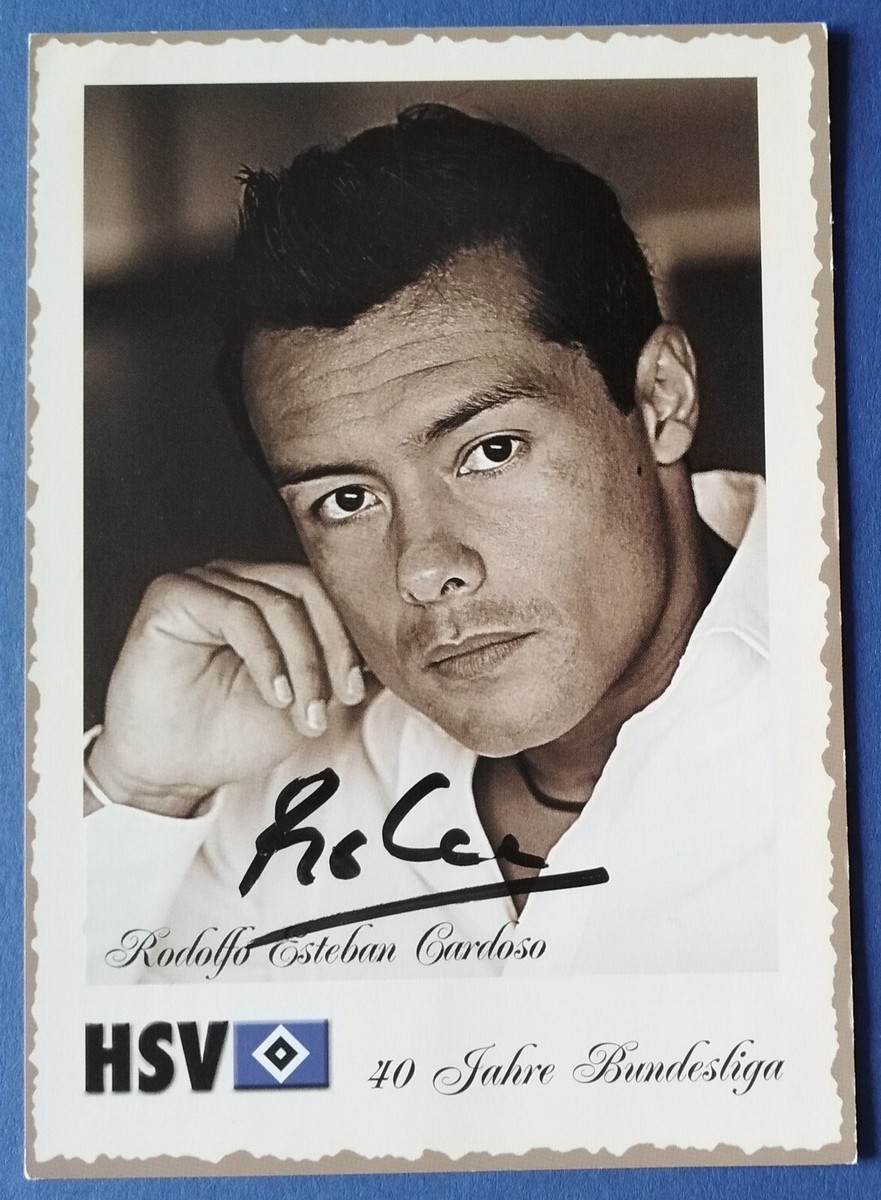 Rodolfo Esteban Cardoso
HSV
40 Jahre Bundesliga